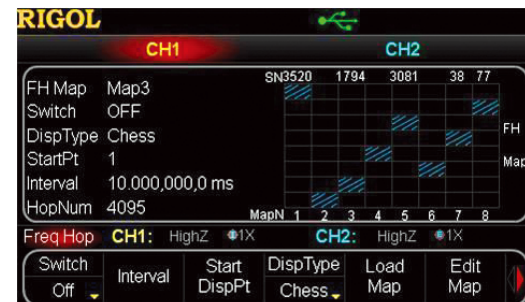 RIGOL
CH1 CH2
SN3520 1794 3081 38 77
FH Map Map3
Switch OFF
DispType Chess
StartPt 1
Interval 10.000,000,0 ms
HopNum 4095
FH
Map
MapN 1 2 3 4 5 6 7 8
Freq Hop CH1: HighZ 1X CH2: HighZ 1X
Switch Interval Start DispType Load Edit
Off DispPt Chess Map Map